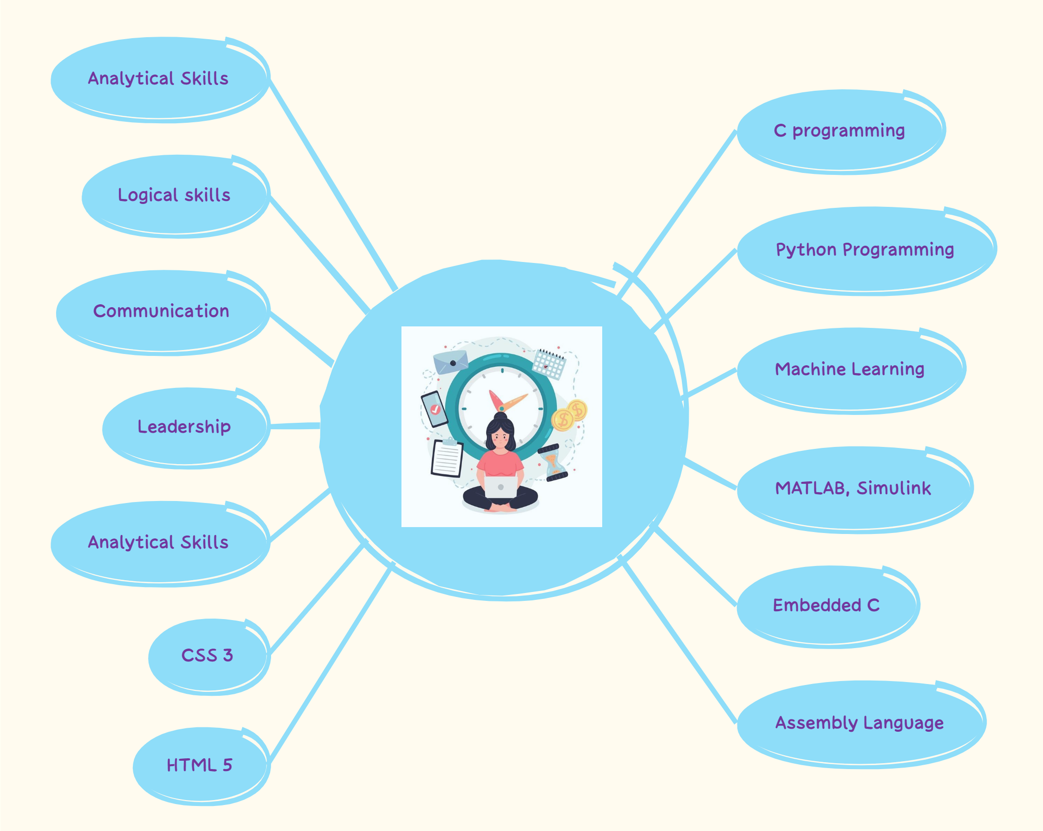 Analytical Skills
Logical skills
Communication
Leadership
Analytical Skills
CSS 3
HTML 5
C programming
Python Programming
Machine Learning
MATLAB, Simulink
Embedded C
Assembly Language